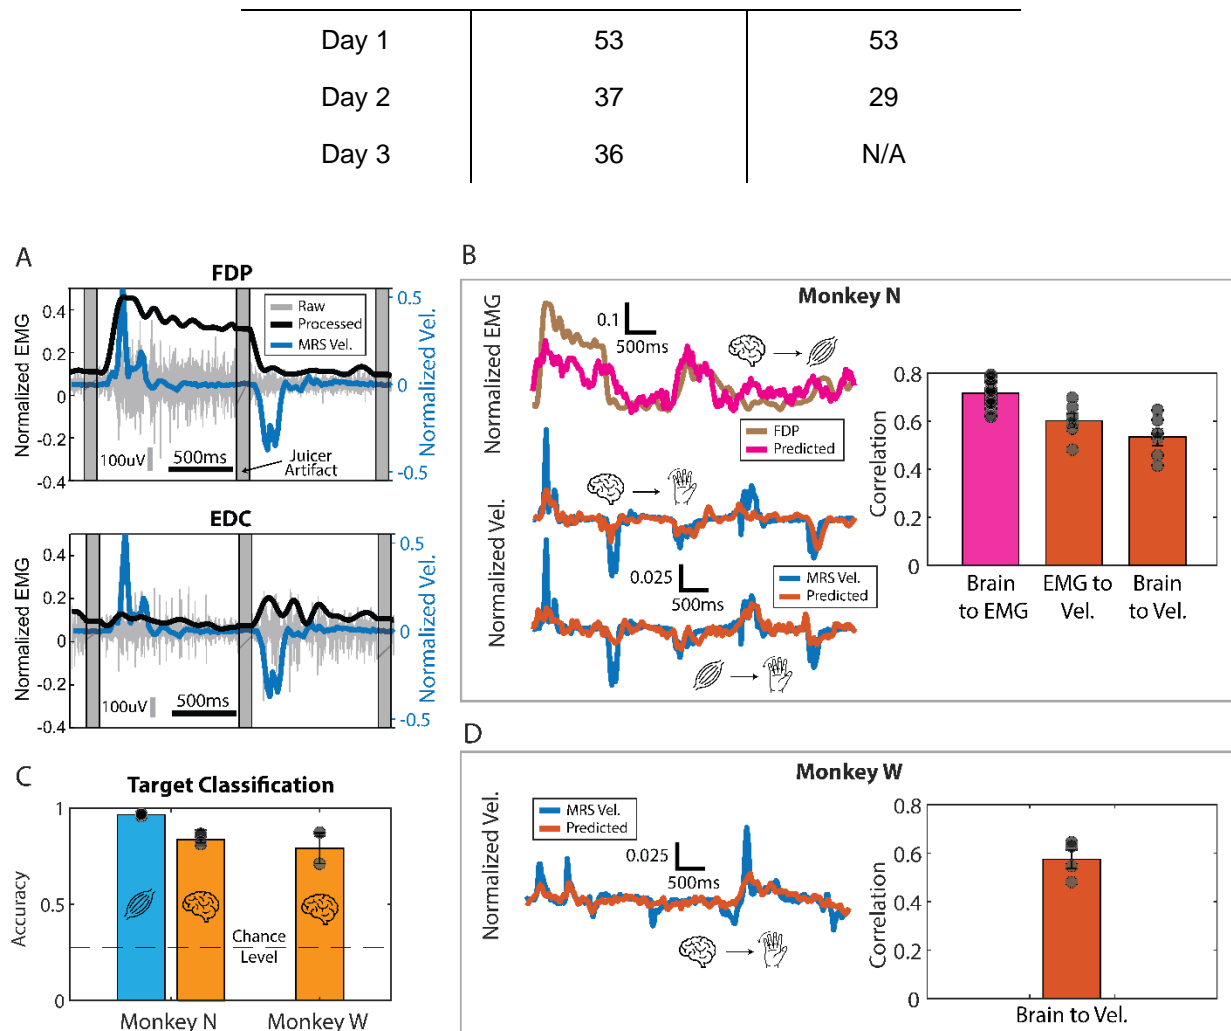 Day 1 53 53
Day 2 37 29
Day 3 36 N/A
A
FDP
Normalized EMG
0.4
0.2
0
-0.2
-0.4
Raw
Processed
MRS Vel.
100uV
500ms
Juicer
Artifact
0.5
0
-0.5
Normalized Vel.
EDC
Normalized EMG
0.4
0.2
0
-0.2
-0.4
100uV
500ms
0.5
0
-0.5
Normalized Vel.
B
Monkey N
Normalized EMG
0.1
500ms
FDP
Predicted
Normalized Vel.
0.025
500ms
MRS Vel.
Predicted
Correlation
0.8
0.6
0.4
0.2
0
Brain
to EMG
EMG to
Vel.
Brain
to Vel.
C
Target Classification
Accuracy
1
0.5
0
Chance
Level
Monkey N
Monkey W
D
Monkey W
Normalized Vel.
MRS Vel.
Predicted
0.025
500ms
Correlation
0.8
0.6
0.4
0.2
0
Brain to Vel.